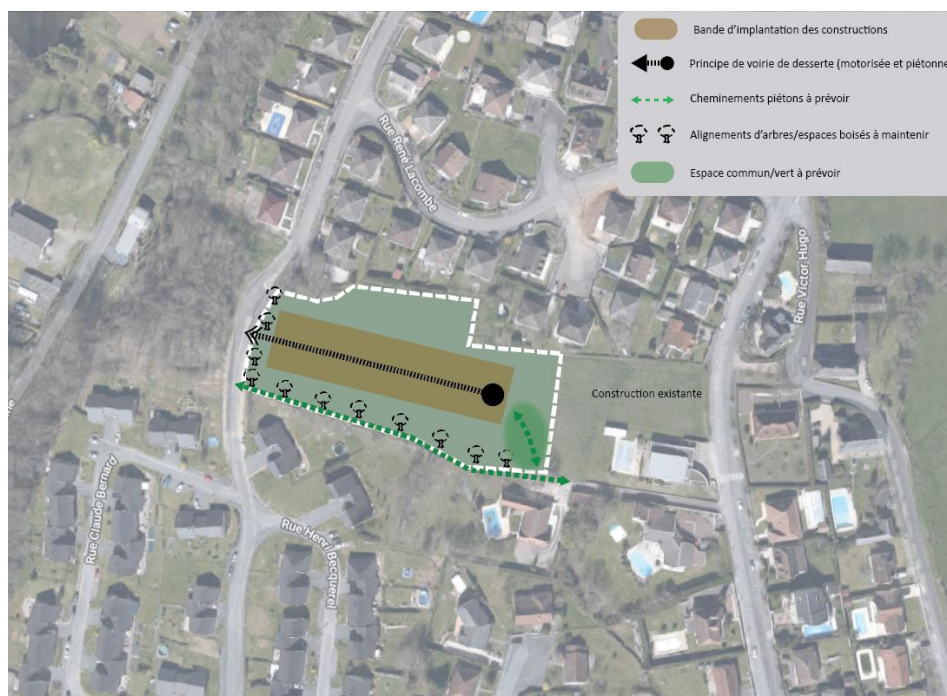 Bande d'implantation des constructions
Principe de voirie de desserte (motorisée et piétonne
Cheminements piétons à prévoir
Alignements d'arbres/espaces boisés à maintenir
Espace commun/vert à prévoir
Rue René Lacombe
Rue Victor Hugo
Construction existante
Rue Claude Bernard
Rue Henri Becquerel